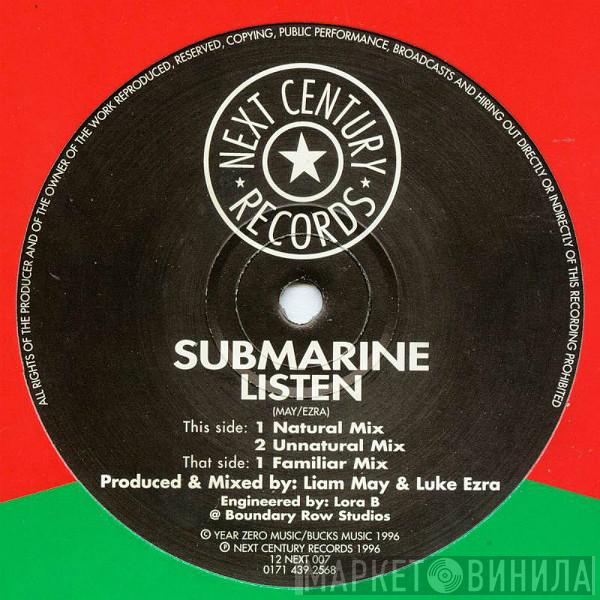 ALL RIGHTS OF THE PRODUCER AND OF THE OWNER OF THE WORK REPRODUCED, RESERVED, COPYING, PUBLIC PERFORMANCE, BROADCASTS AND HIRING OUT DIRECTLY OR INDIRECTLY OF THIS RECORDING PROHIBITED
NEXT CENTURY
★ RECORDS ★
SUBMARINE
LISTEN
(MAY/EZRA)
This side: 1 Natural Mix
2 Unnatural Mix
That side: 1 Familiar Mix
Produced & Mixed by: Liam May & Luke Ezra
Engineered by: Lora B
@ Boundary Row Studios
© YEAR ZERO MUSIC/BUCKS MUSIC 1996
℗ NEXT CENTURY RECORDS 1996
12 NEXT 007
0171 439 2568
МАРКЕТ ВИНИЛА